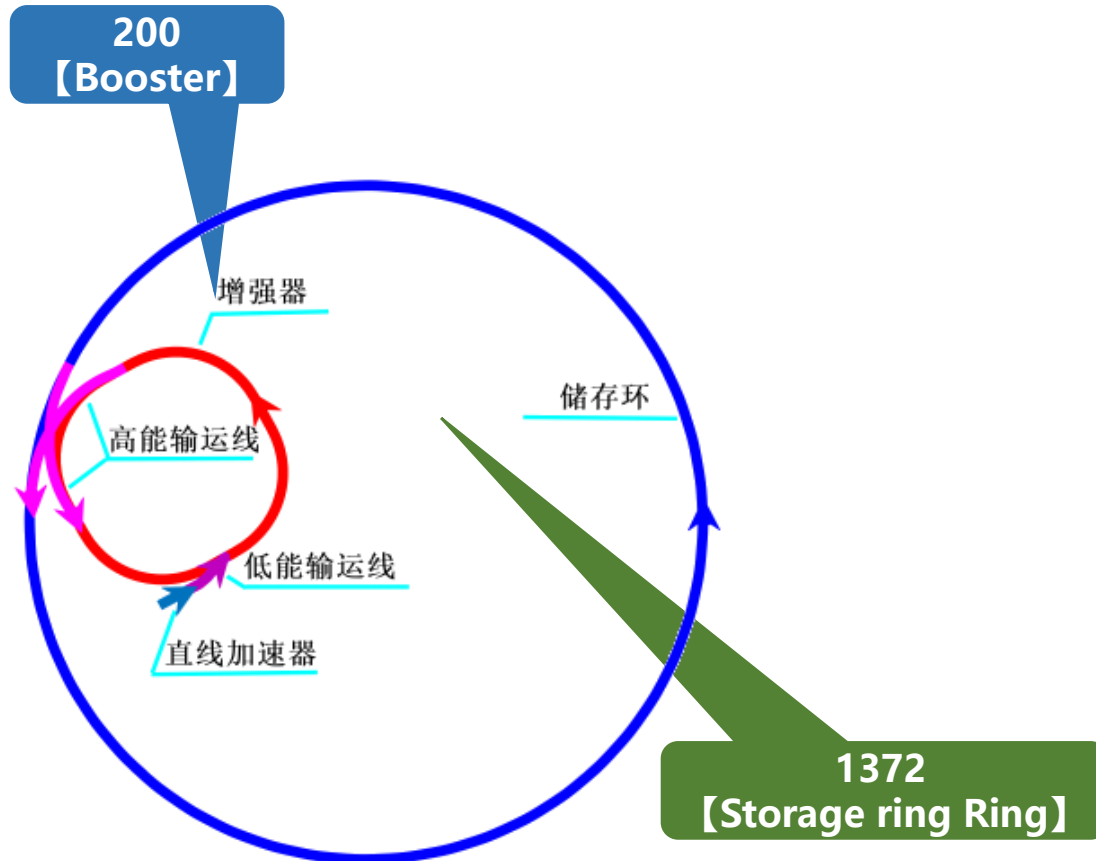 200
【Booster】
增强器
储存环
高能输运线
低能输运线
直线加速器
1372
【Storage ring Ring】